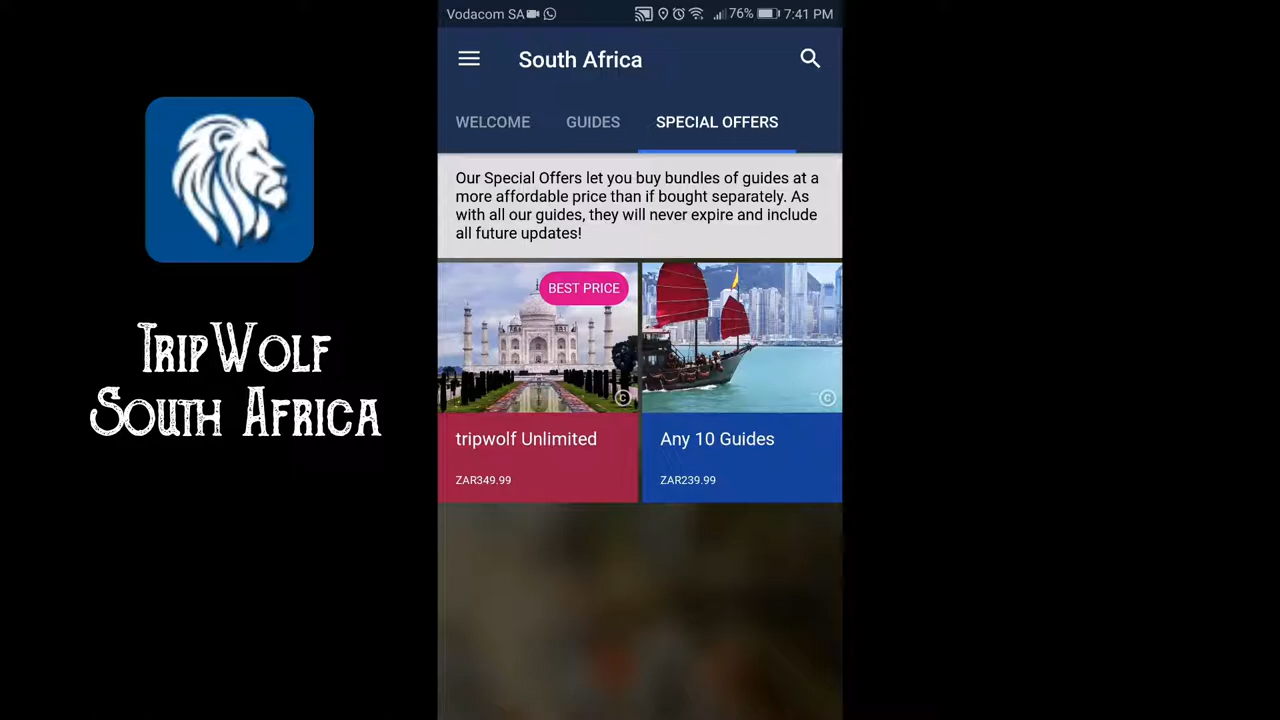 Vodacom SA 76% 7:41 PM
South Africa
WELCOME GUIDES SPECIAL OFFERS
Our Special Offers let you buy bundles of guides at a
more affordable price than if bought separately. As
with all our guides, they will never expire and include
all future updates!
BEST PRICE
© ©
tripwolf Unlimited
ZAR349.99
Any 10 Guides
ZAR239.99
TripWolf
South Africa